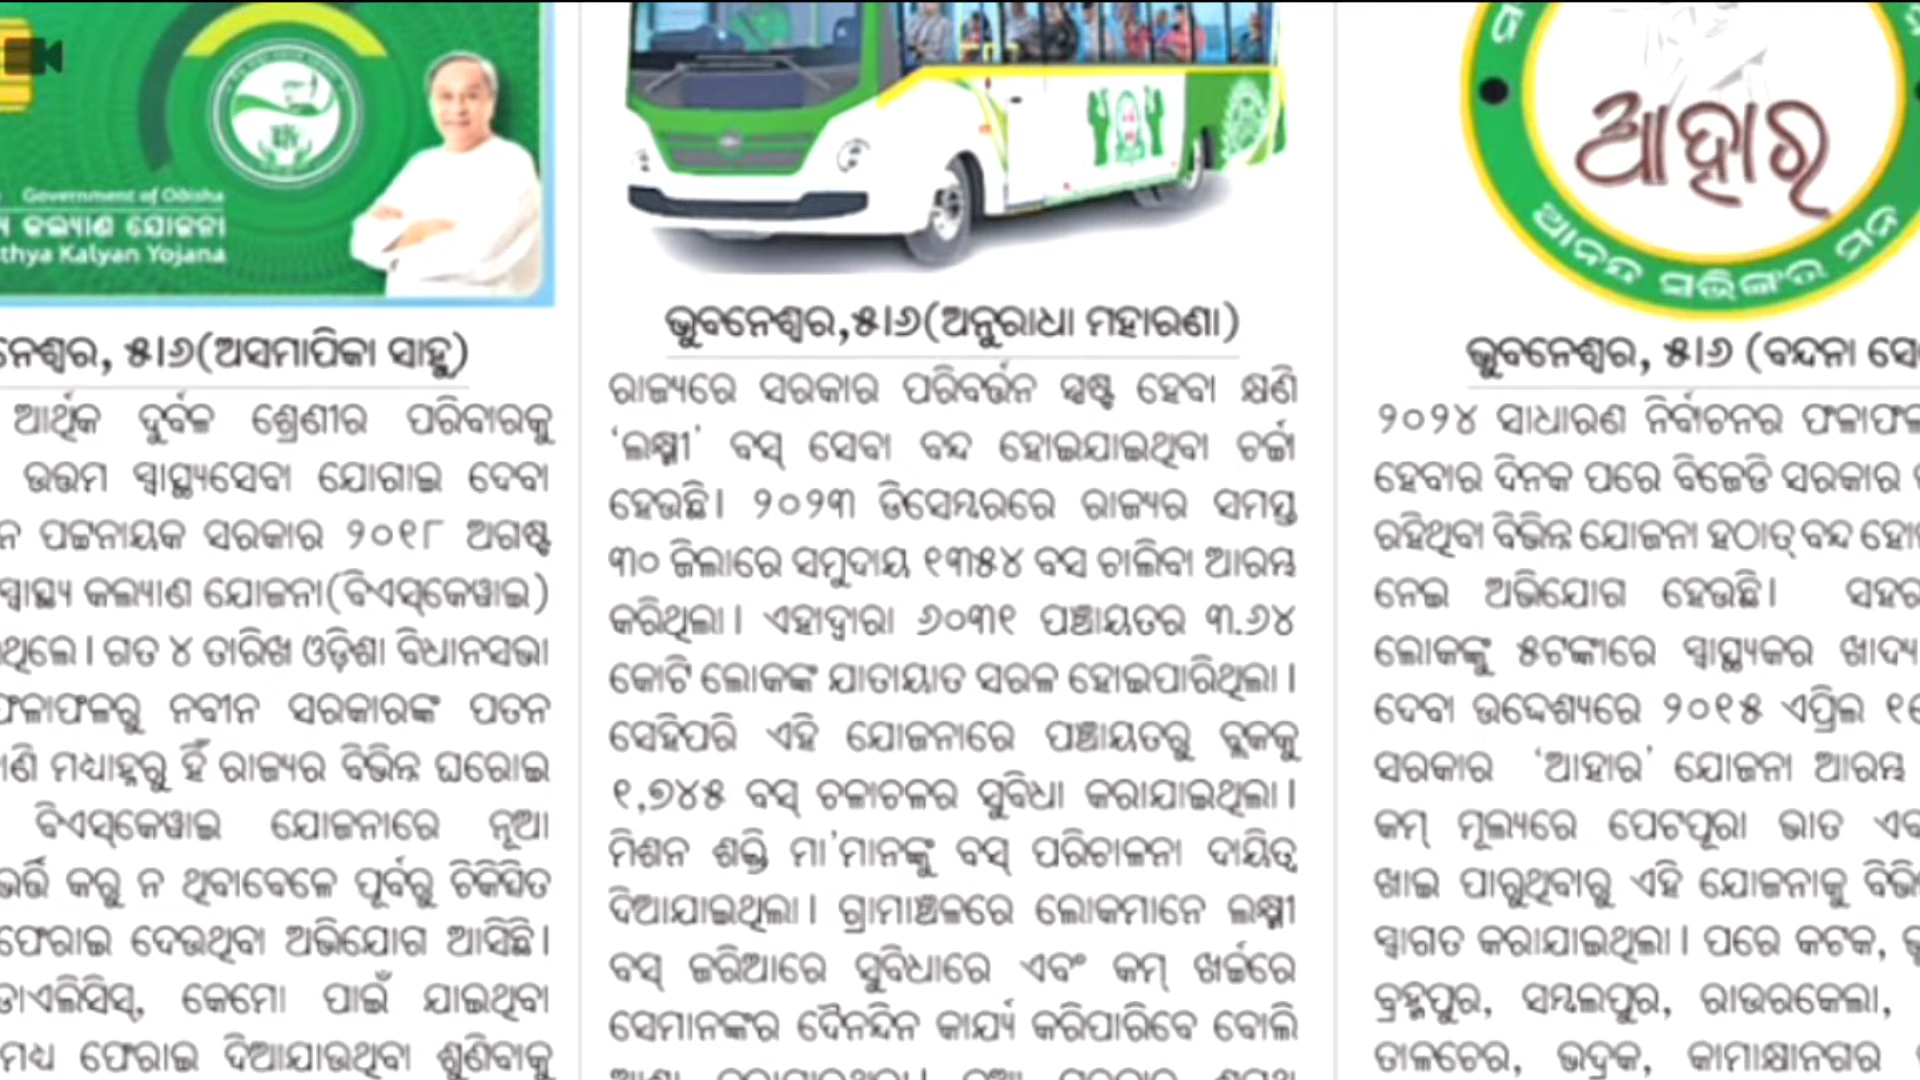 Government of Odisha
କଲ୍ୟାଣ ଯୋଜନା
thya Kalyan Yojana
ନେଶ୍ୱର, ୫।୬(ଅସମାପିକା ସାହୁ)
ଆର୍ଥିକ ଦୁର୍ବଳ ଶ୍ରେଣୀର ପରିବାରକୁ
ଉତ୍ତମ ସ୍ୱାସ୍ଥ୍ୟସେବା ଯୋଗାଇ ଦେବା
ନ ପଟ୍ଟନାୟକ ସରକାର ୨୦୧୮ ଅଗଷ୍ଟ
ସ୍ୱାସ୍ଥ୍ୟ କଲ୍ୟାଣ ଯୋଜନା(ବିଏସ୍‌କେୱାଇ)
ଥିଲେ। ଗତ ୪ ତାରିଖ ଓଡ଼ିଶା ବିଧାନସଭା
ଫଳାଫଳରୁ ନବୀନ ସରକାରଙ୍କ ପତନ
ଣି ମଧ୍ୟାହ୍ନରୁ ହିଁ ରାଜ୍ୟର ବିଭିନ୍ନ ଘରୋଇ
ବିଏସ୍‌କେୱାଇ ଯୋଜନାରେ ନୂଆ
ଭର୍ତ୍ତି କରୁ ନ ଥିବାବେଳେ ପୂର୍ବରୁ ଚିକିତ୍ସିତ
ଫେରାଇ ଦେଉଥିବା ଅଭିଯୋଗ ଆସିଛି।
ଡାଏଲିସିସ୍, କେମୋ ପାଇଁ ଯାଇଥିବା
ମଧ୍ୟ ଫେରାଇ ଦିଆଯାଉଥିବା ଶୁଣିବାକୁ
ଭୁବନେଶ୍ୱର,୫।୬(ଅନୁରାଧା ମହାରଣା)
ରାଜ୍ୟରେ ସରକାର ପରିବର୍ତ୍ତନ ସ୍ପଷ୍ଟ ହେବା କ୍ଷଣି
‘ଲକ୍ଷ୍ମୀ’ ବସ୍ ସେବା ବନ୍ଦ ହୋଇଯାଇଥିବା ଚର୍ଚ୍ଚା
ହେଉଛି। ୨୦୨୩ ଡିସେମ୍ବରରେ ରାଜ୍ୟର ସମସ୍ତ
୩୦ ଜିଲାରେ ସମୁଦାୟ ୧୩୫୪ ବସ ଚାଲିବା ଆରମ୍ଭ
କରିଥିଲା। ଏହାଦ୍ୱାରା ୬୦୩୧ ପଞ୍ଚାୟତର ୩.୬୪
କୋଟି ଲୋକଙ୍କ ଯାତାୟାତ ସରଳ ହୋଇପାରିଥିଲା।
ସେହିପରି ଏହି ଯୋଜନାରେ ପଞ୍ଚାୟତରୁ ବ୍ଲକକୁ
୧,୭୪୫ ବସ୍ ଚଳାଚଳର ସୁବିଧା କରାଯାଇଥିଲା।
ମିଶନ ଶକ୍ତି ମା’ମାନଙ୍କୁ ବସ୍ ପରିଚାଳନା ଦାୟିତ୍ୱ
ଦିଆଯାଇଥିଲା। ଗ୍ରାମାଞ୍ଚଳରେ ଲୋକମାନେ ଲକ୍ଷ୍ମୀ
ବସ୍ ଜରିଆରେ ସୁବିଧାରେ ଏବଂ କମ୍ ଖର୍ଚ୍ଚରେ
ସେମାନଙ୍କର ଦୈନନ୍ଦିନ କାର୍ଯ୍ୟ କରିପାରିବେ ବୋଲି
ଆହାର
ଭୁବନେଶ୍ୱର, ୫।୬ (ବନ୍ଦନା ସେ
୨୦୨୪ ସାଧାରଣ ନିର୍ବାଚନର ଫଳାଫଳ
ହେବାର ଦିନକ ପରେ ବିଜେଡି ସରକାର
ରହିଥିବା ବିଭିନ୍ନ ଯୋଜନା ହଠାତ୍ ବନ୍ଦ ହୋ
ନେଇ ଅଭିଯୋଗ ହେଉଛି। ସହର
ଲୋକଙ୍କୁ ୫ଟଙ୍କାରେ ସ୍ୱାସ୍ଥ୍ୟକର ଖାଦ୍ୟ
ଦେବା ଉଦ୍ଦେଶ୍ୟରେ ୨୦୧୫ ଏପ୍ରିଲ ୧
ସରକାର ‘ଆହାର’ ଯୋଜନା ଆରମ୍ଭ
କମ୍ ମୂଲ୍ୟରେ ପେଟପୂରା ଭାତ ଏବ
ଖାଇ ପାରୁଥିବାରୁ ଏହି ଯୋଜନାକୁ ବିଭି
ସ୍ୱାଗତ କରାଯାଇଥିଲା। ପରେ କଟକ,
ବ୍ରହ୍ମପୁର, ସମ୍ବଲପୁର, ରାଉରକେଲା,
ତାଳଚେର, ଭଦ୍ରକ, କାମାକ୍ଷାନଗର